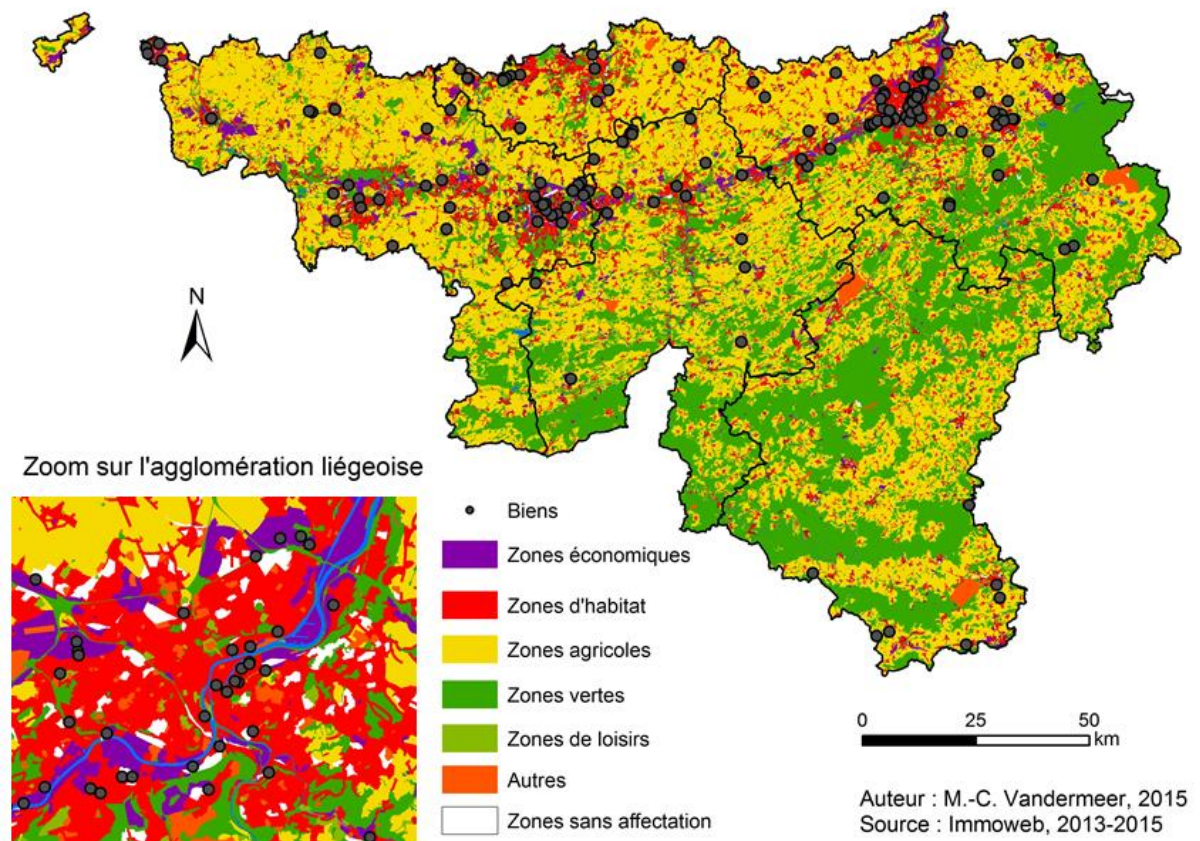 N
Zoom sur l'agglomération liégeoise
Biens
Zones économiques
Zones d'habitat
Zones agricoles
Zones vertes
Zones de loisirs
Autres
Zones sans affectation
0 25 50
km
Auteur : M.-C. Vandermeer, 2015
Source : Immoweb, 2013-2015